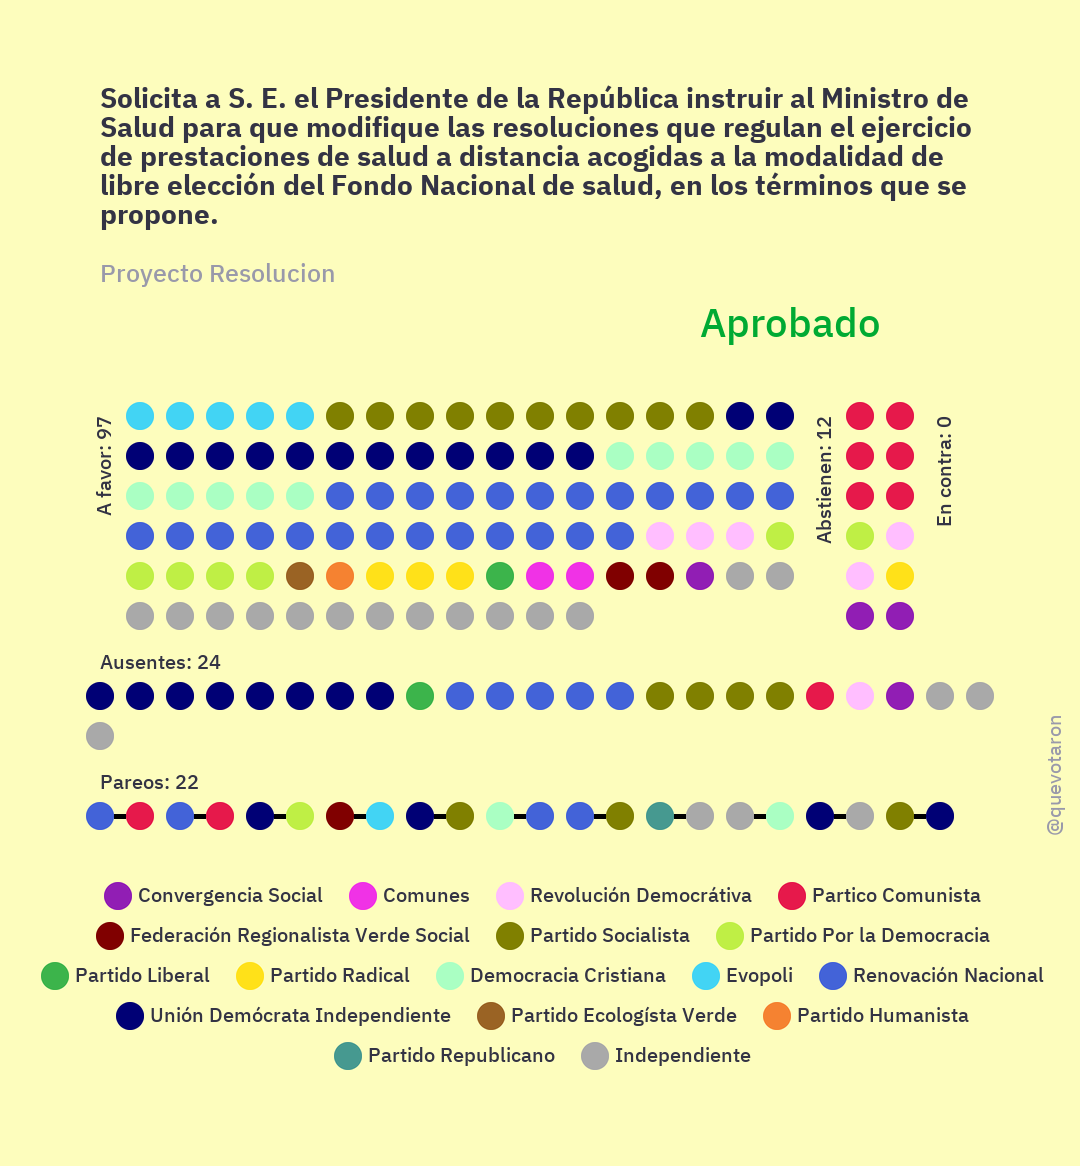 Solicita a S. E. el Presidente de la República instruir al Ministro de
Salud para que modifique las resoluciones que regulan el ejercicio
de prestaciones de salud a distancia acogidas a la modalidad de
libre elección del Fondo Nacional de salud, en los términos que se
propone.
Proyecto Resolucion
Aprobado
A favor: 97
Abstienen: 12
En contra: 0
Ausentes: 24
Pareos: 22
@quevotaron
Convergencia Social
Comunes
Revolución Democrátiva
Partico Comunista
Federación Regionalista Verde Social
Partido Socialista
Partido Por la Democracia
Partido Liberal
Partido Radical
Democracia Cristiana
Evopoli
Renovación Nacional
Unión Demócrata Independiente
Partido Ecologísta Verde
Partido Humanista
Partido Republicano
Independiente